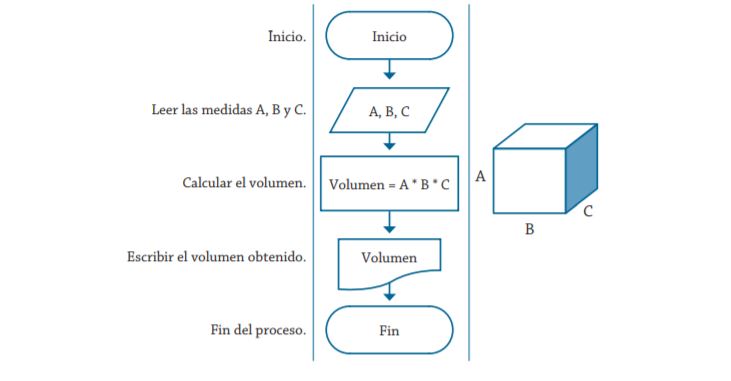 Inicio.
Inicio
Leer las medidas A, B y C.
A, B, C
Calcular el volumen.
Volumen = A * B * C
A
C
B
Escribir el volumen obtenido.
Volumen
Fin del proceso.
Fin